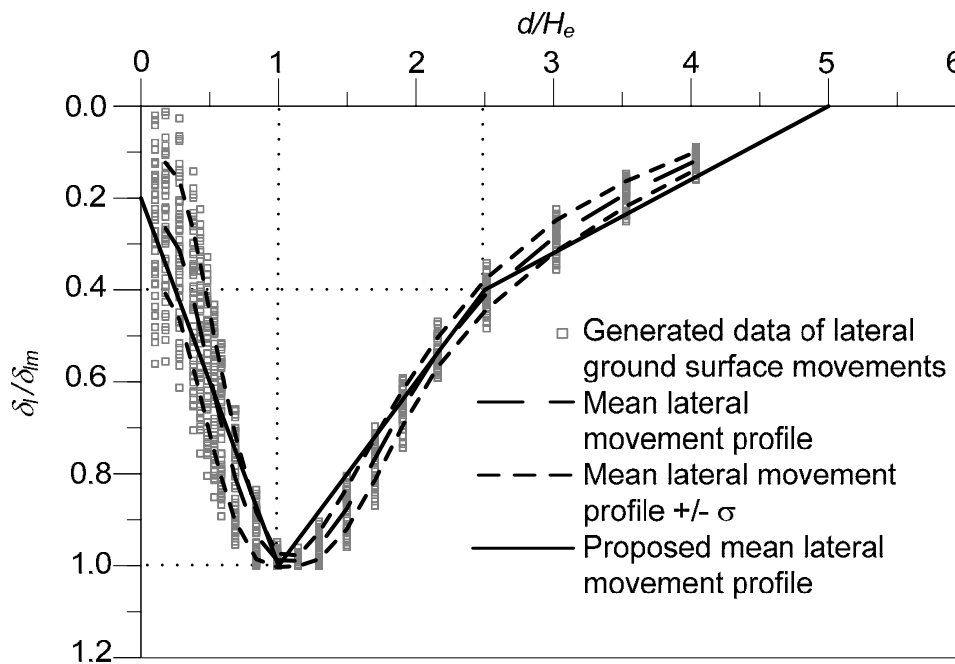 d/Hₑ
0 1 2 3 4 5 6
0.0
0.2
0.4
0.6
0.8
1.0
1.2
δₗ/δₗₘ
Generated data of lateral
ground surface movements
Mean lateral
movement profile
Mean lateral movement
profile +/- σ
Proposed mean lateral
movement profile